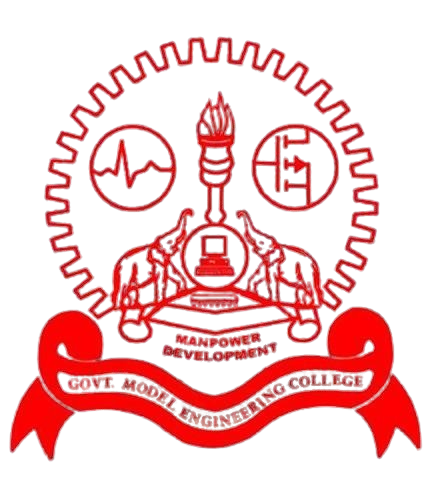 MANPOWER
DEVELOPMENT
GOVT. MODEL ENGINEERING COLLEGE